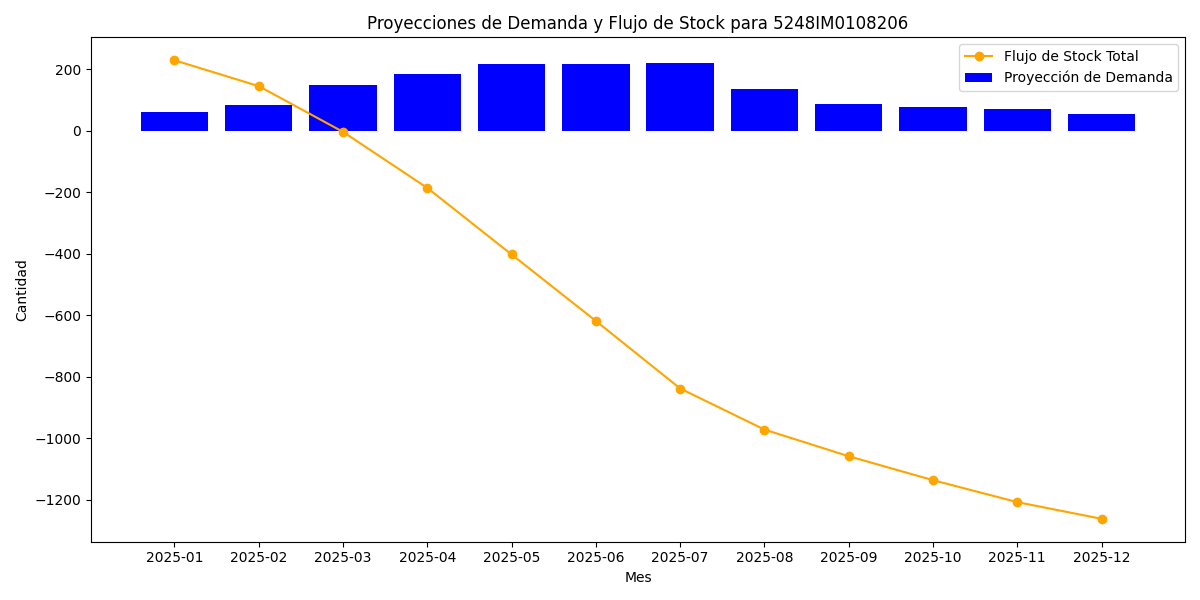 Proyecciones de Demanda y Flujo de Stock para 5248IM0108206
Flujo de Stock Total
Proyección de Demanda
Cantidad
200
0
−200
−400
−600
−800
−1000
−1200
2025-01 2025-02 2025-03 2025-04 2025-05 2025-06 2025-07 2025-08 2025-09 2025-10 2025-11 2025-12
Mes